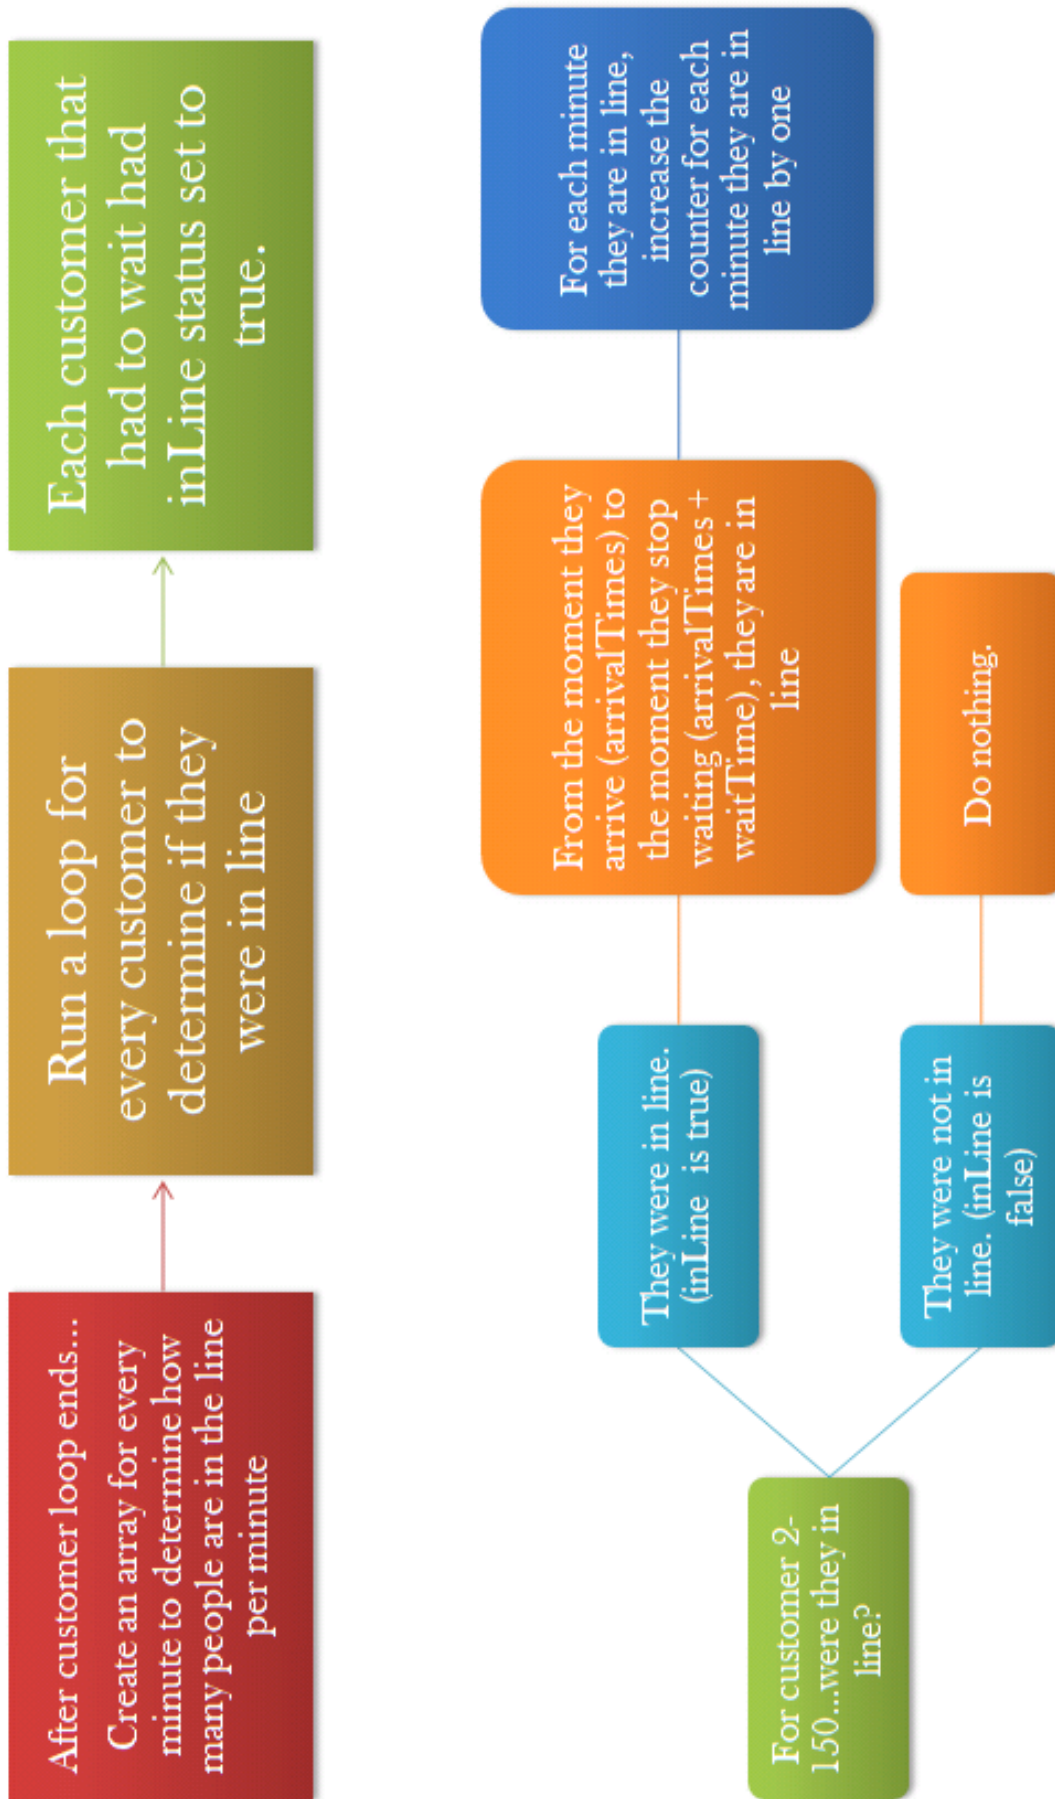 After customer loop ends...
Create an array for every
minute to determine how
many people are in the line
per minute
Run a loop for
every customer to
determine if they
were in line
Each customer that
had to wait had
inLine status set to
true.
For customer 2-
150...were they in
line?
They were in line.
(inLine is true)
From the moment they
arrive (arrivalTimes) to
the moment they stop
waiting (arrivalTimes +
waitTime), they are in
line
For each minute
they are in line,
increase the
counter for each
minute they are in
line by one
They were not in
line. (inLine is
false)
Do nothing.